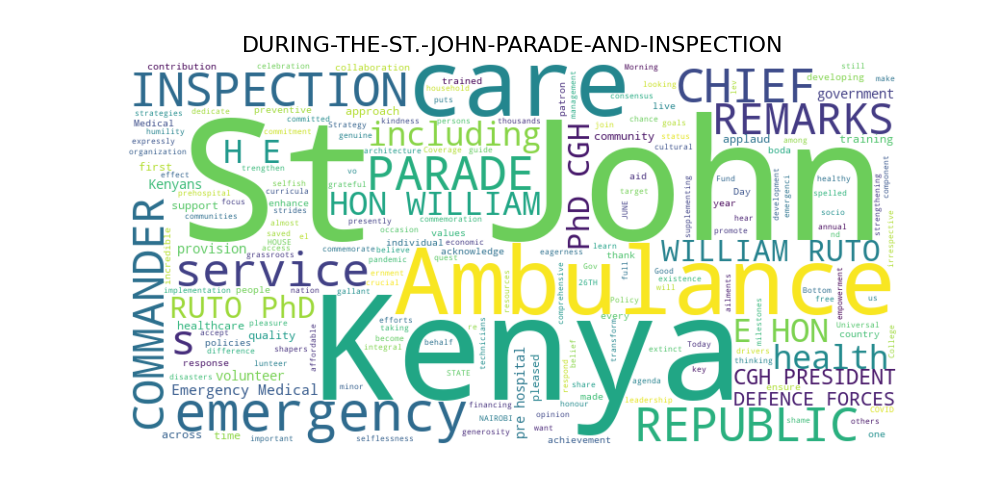 DURING-THE-ST.-JOHN-PARADE-AND-INSPECTION
contribution
celebration
still
Medical
collaboration
trained
Morning
developing
make
INSPECTION
care
CHIEF
household
looking
puts
consensus
live
government
management
patron
strategies
dedicate
preventive
approach
REMARKS
chance
goals
Medical
committed
kindness
persons
thousands
join
St John
humility
Strategy
genuine
including
PhD CGH
community
status
applaud
training
expressly
commitment
architecture
Coverage
guide
cultural
among
boda
organization
H E
PARADE
first
trengthen
vo
aid
Fund
healthy
effect
selfish
grateful
target
Day
spelled
Kenyans
curricula
HON WILLIAM
year
component
prehospital
focus
enhance
JUNE
supplementing
development
emergenci
socio
strengthening
support
strides
presently
commemoration
hear
annual
communities
almost
occasion
values
promote
nd
COMMANDER
saved
el
commemorate
economic
eagerness
learn
WILLIAM RUTO
irrespective
incredible
provision
HOUSE
access
believe
individual
acknowledge
thank
grassroots
pandemic
quest
service
Ambulance
implementation
people
nation
ernment
crucial
resources
comprehensive
Gov
26TH
full
Good
existence
will
ailments
Bottom
free
empowerment
us
gallant
Policy
RUTO PhD
Kenya
every
E HON
milestones
Universal
country
healthcare
pleasure
efforts
re
transform
Today
College
s
accept
become
taking
technicians
belief
extinct
thinking
drivers
health
policies
quality
difference
shapers
affordable
integral
behalf
response
lunteer
respond
key
disasters
volunteer
minor
STATE
pleased
share
agenda
CGH PRESIDENT
ensure
Emergency Medical
made
leadership
DEFENCE FORCES
emergency
financing
pre hospital
honour
REPUBLIC
COVID
NAIROBI
opinion
shame
others
across
time
important
selflessness
generosity
want
achievement
one